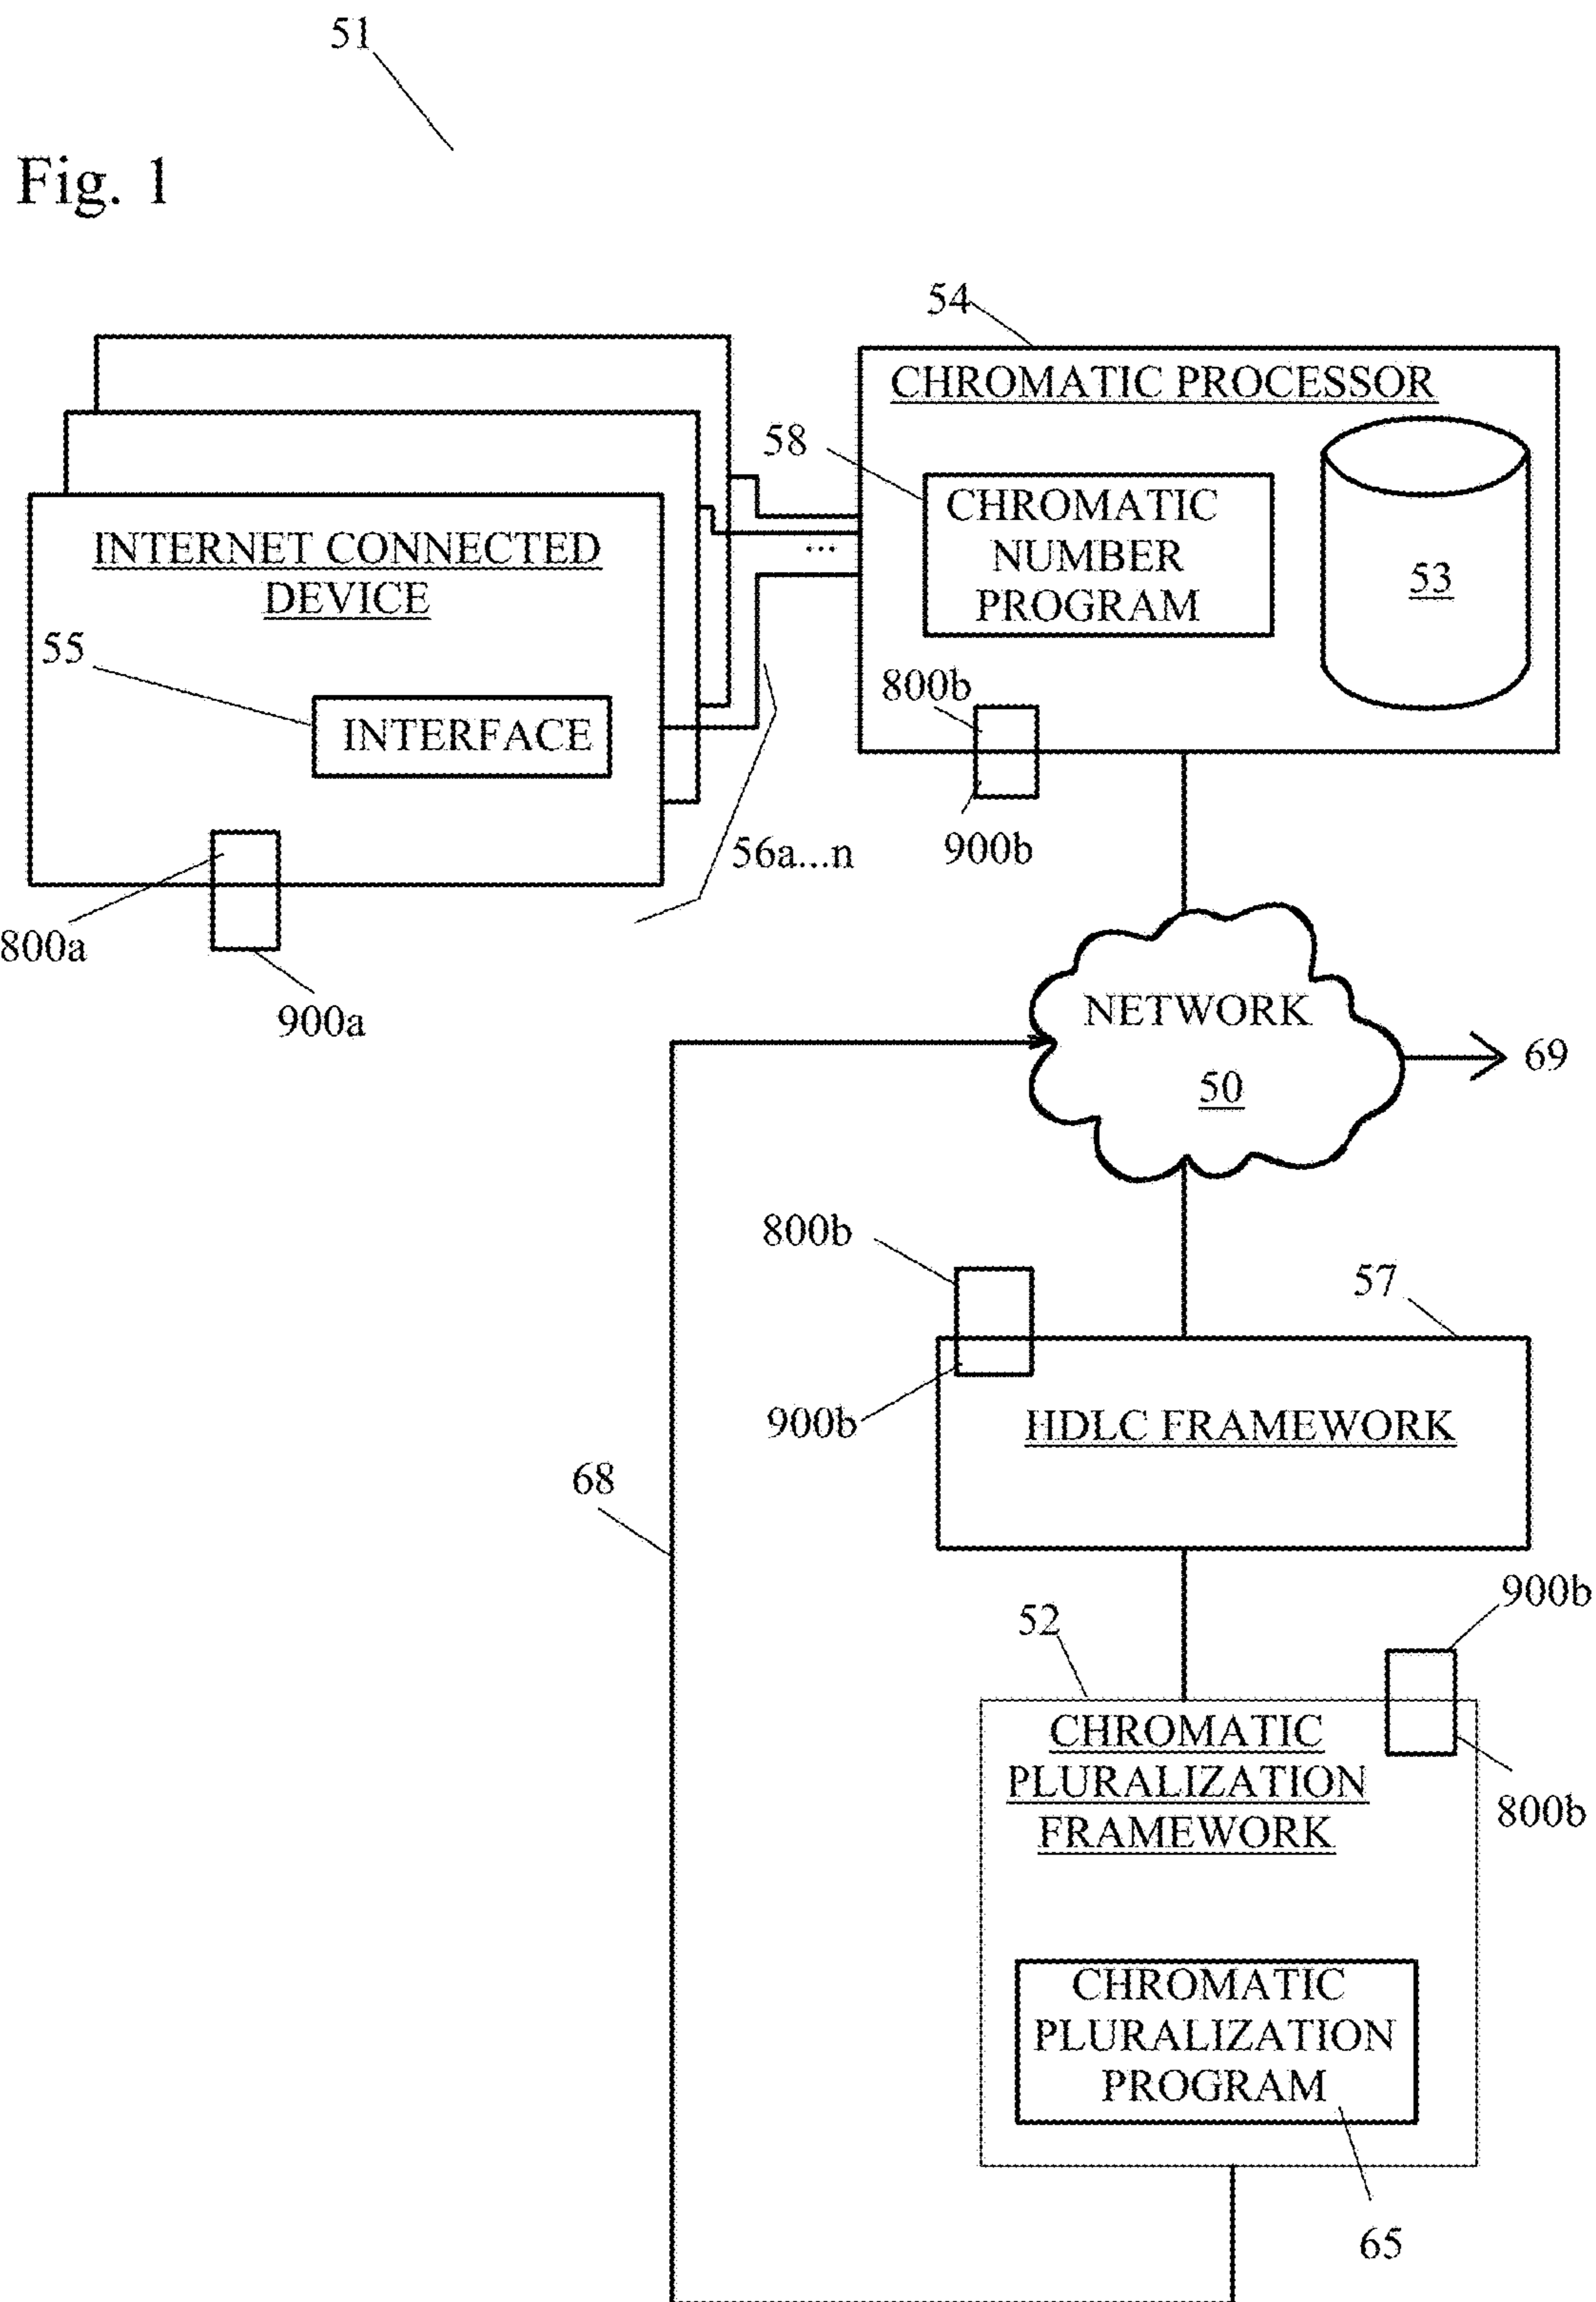 51
Fig. 1
54
CHROMATIC PROCESSOR
58
CHROMATIC
NUMBER
PROGRAM
53
INTERNET CONNECTED
DEVICE
...
55
INTERFACE
800b
900b
56a...n
800a
900a
NETWORK
50
69
800b
57
900b
HDLC FRAMEWORK
68
900b
52
CHROMATIC
PLURALIZATION
FRAMEWORK
800b
CHROMATIC
PLURALIZATION
PROGRAM
65